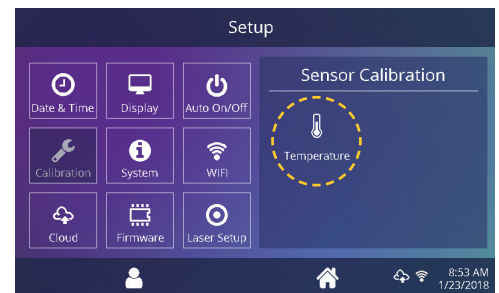 Setup
Date & Time
Display
Auto On/Off
Calibration
System
WIFI
Cloud
Firmware
Laser Setup
Sensor Calibration
Temperature
8:53 AM
1/23/2018